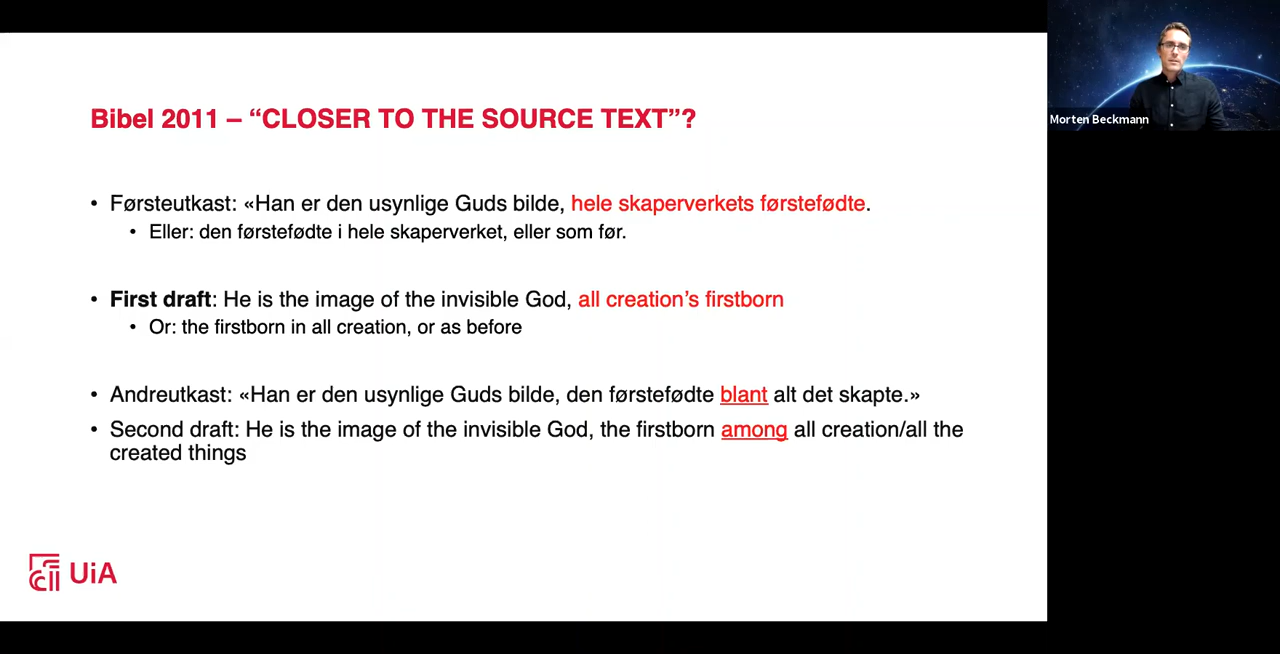 Bibel 2011 – “CLOSER TO THE SOURCE TEXT”?
• Førsteutkast: «Han er den usynlige Guds bilde, hele skaperverkets førstefødte.
• Eller: den førstefødte i hele skaperverket, eller som før.
• First draft: He is the image of the invisible God, all creation’s firstborn
• Or: the firstborn in all creation, or as before
• Andreutkast: «Han er den usynlige Guds bilde, den førstefødte blant alt det skapte.»
• Second draft: He is the image of the invisible God, the firstborn among all creation/all the
created things
UiA
Morten Beckmann